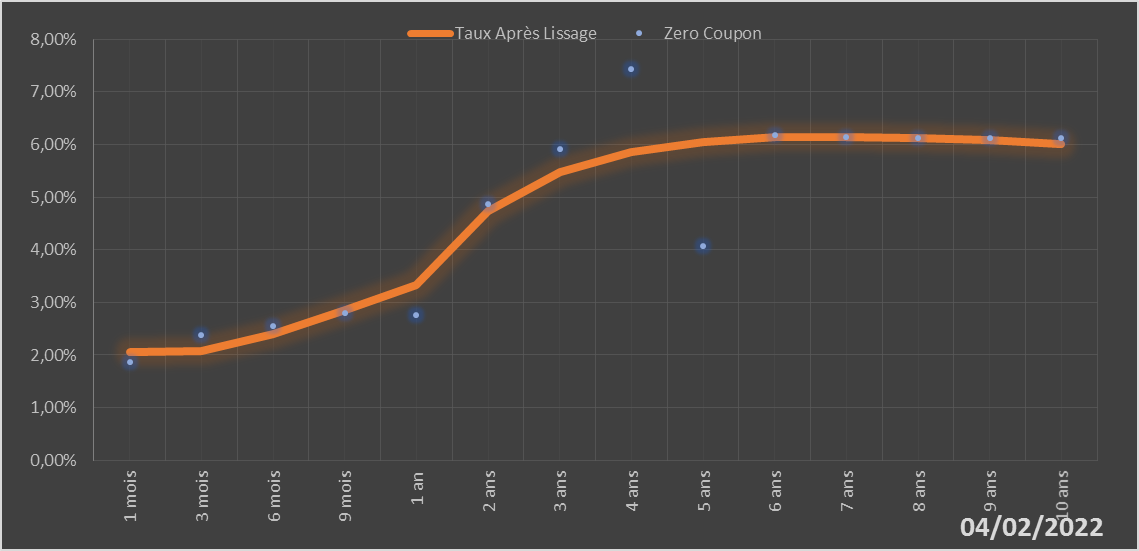 Taux Après Lissage
Zero Coupon
8,00%
7,00%
6,00%
5,00%
4,00%
3,00%
2,00%
1,00%
0,00%
1 mois
3 mois
6 mois
9 mois
1 an
2 ans
3 ans
4 ans
5 ans
6 ans
7 ans
8 ans
9 ans
10 ans
04/02/2022